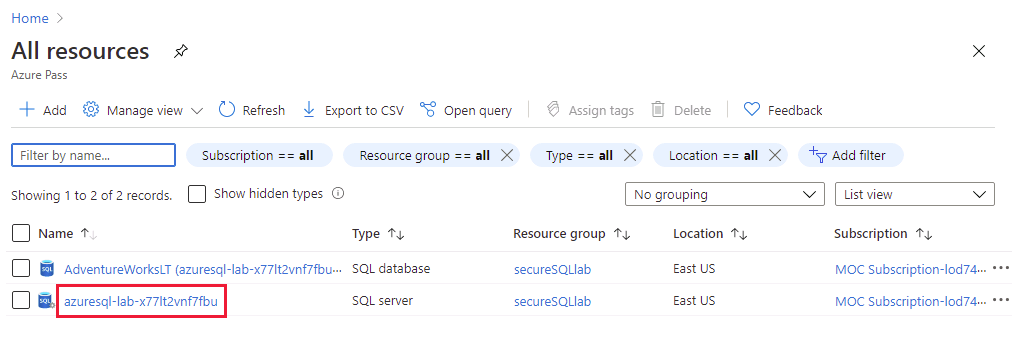 Home
All resources
Azure Pass
Add Manage view Refresh Export to CSV Open query Assign tags Delete Feedback
Filter by name... Subscription == all Resource group == all Type == all Location == all Add filter
Showing 1 to 2 of 2 records. Show hidden types No grouping List view
Name Type Resource group Location Subscription
SQL AdventureWorksLT (azuresql-lab-x77lt2vnf7fbu... SQL database secureSQLlab East US MOC Subscription-lod74... ···
SQL azuresql-lab-x77lt2vnf7fbu SQL server secureSQLlab East US MOC Subscription-lod74... ···